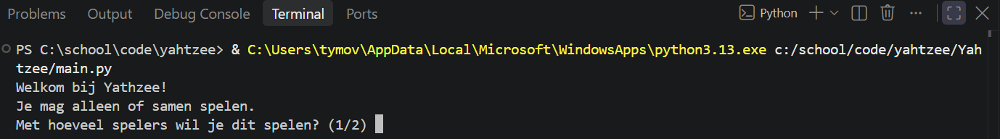 Problems Output Debug Console Terminal Ports Python
PS C:\school\code\yahtzee> & C:\Users\tymov\AppData\Local\Microsoft\WindowsApps\python3.13.exe c:/school/code/yahtzee/Yah
tzee/main.py
Welkom bij Yathzee!
Je mag alleen of samen spelen.
Met hoeveel spelers wil je dit spelen? (1/2)